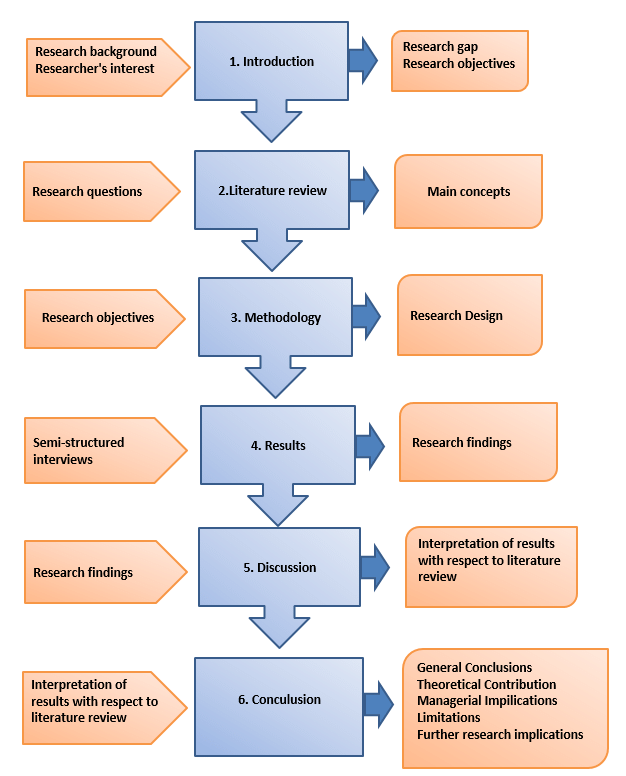 Research background
Researcher's interest
1. Introduction
Research gap
Research objectives
Research questions
2.Literature review
Main concepts
Research objectives
3. Methodology
Research Design
Semi-structured
interviews
4. Results
Research findings
Research findings
5. Discussion
Interpretation of results
with respect to literature
review
Interpretation of
results with respect to
literature review
6. Conculusion
General Conclusions
Theoretical Contribution
Managerial Impilications
Limitations
Further research implications